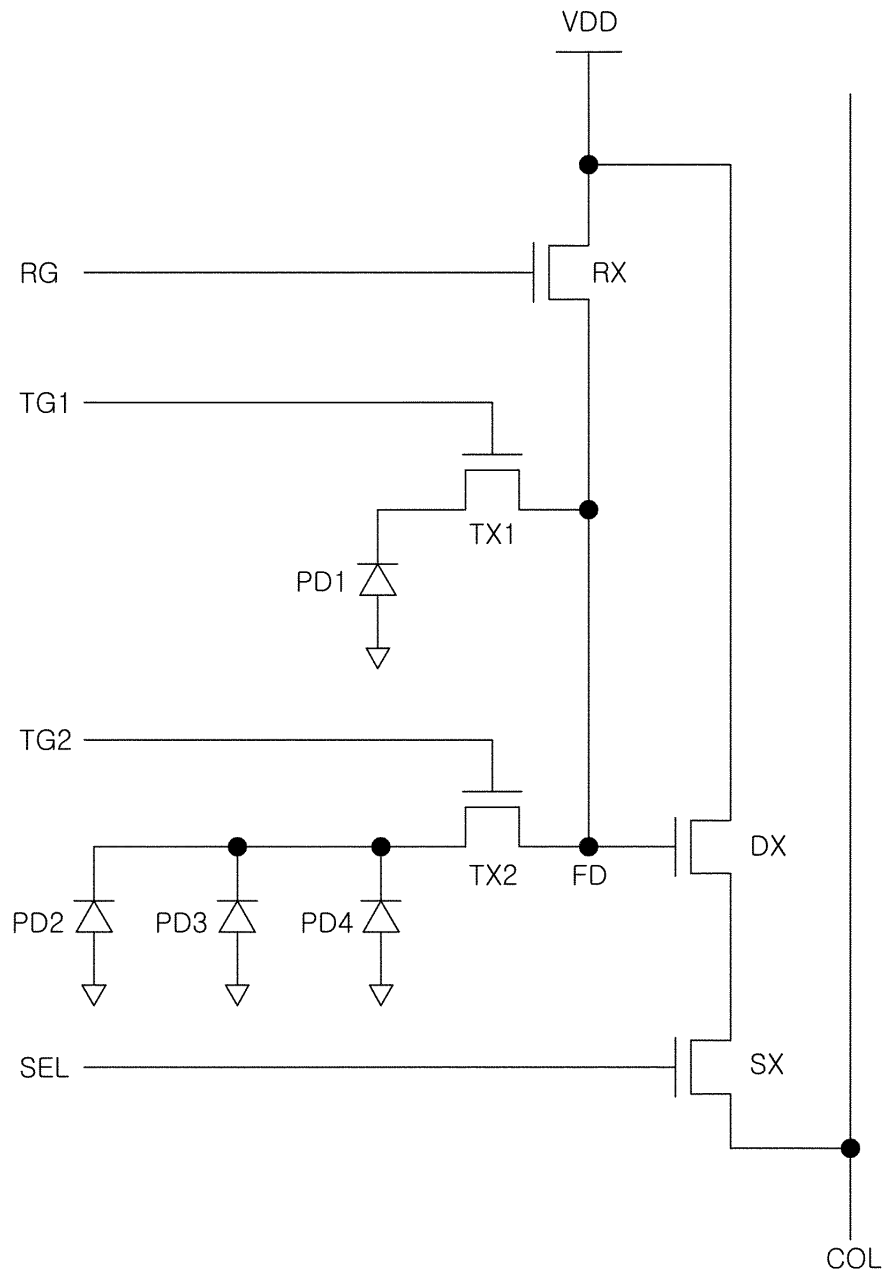 VDD
RG
RX
TG1
TX1
PD1
TG2
TX2
FD
DX
PD2
PD3
PD4
SEL
SX
COL